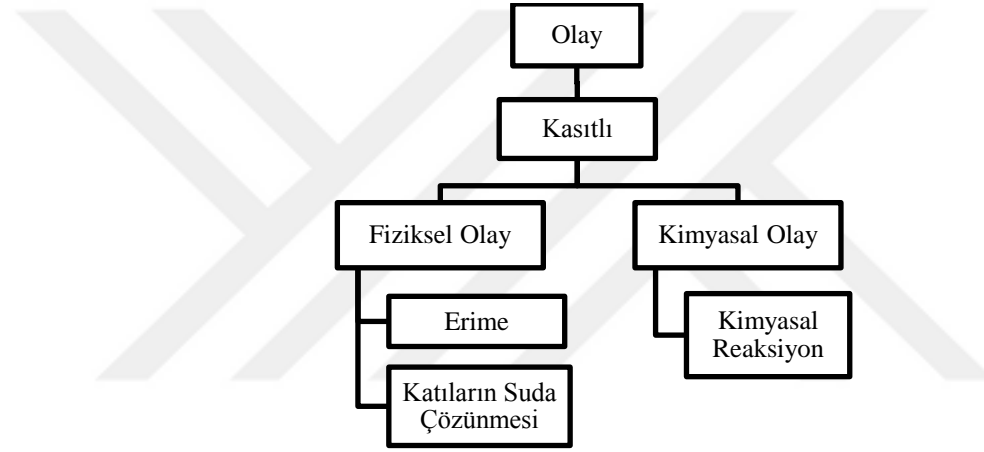 Olay
Kasıtlı
Fiziksel Olay
Kimyasal Olay
Erime
Kimyasal
Reaksiyon
Katıların Suda
Çözünmesi